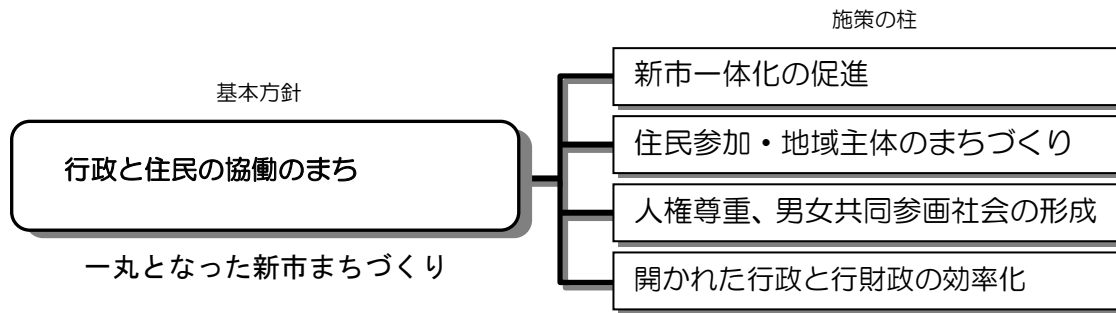 基本方針
行政と住民の協働のまち
一丸となった新市まちづくり
施策の柱
新市一体化の促進
住民参加・地域主体のまちづくり
人権尊重、男女共同参画社会の形成
開かれた行政と行財政の効率化